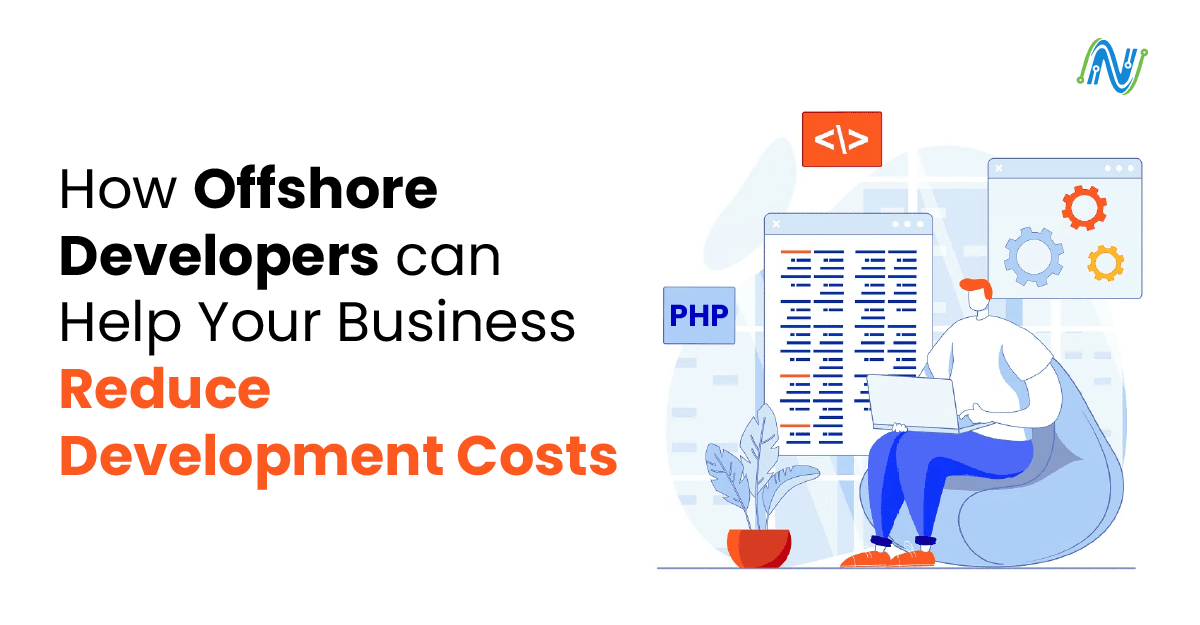 How Offshore
Developers can
Help Your Business
Reduce
Development Costs
<\>
PHP